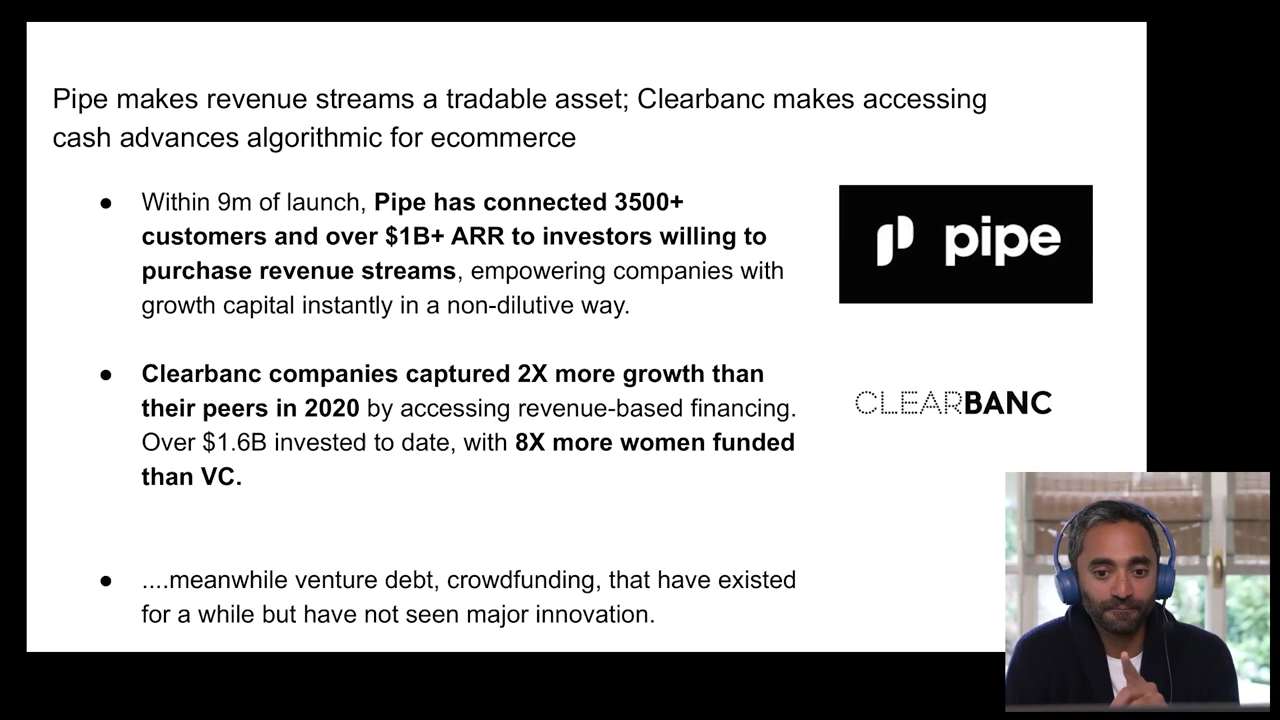 Pipe makes revenue streams a tradable asset; Clearbanc makes accessing
cash advances algorithmic for ecommerce
● Within 9m of launch, Pipe has connected 3500+
customers and over $1B+ ARR to investors willing to
purchase revenue streams, empowering companies with
growth capital instantly in a non-dilutive way.
pipe
● Clearbanc companies captured 2X more growth than
their peers in 2020 by accessing revenue-based financing.
Over $1.6B invested to date, with 8X more women funded
than VC.
CLEARBANC
● ....meanwhile venture debt, crowdfunding, that have existed
for a while but have not seen major innovation.